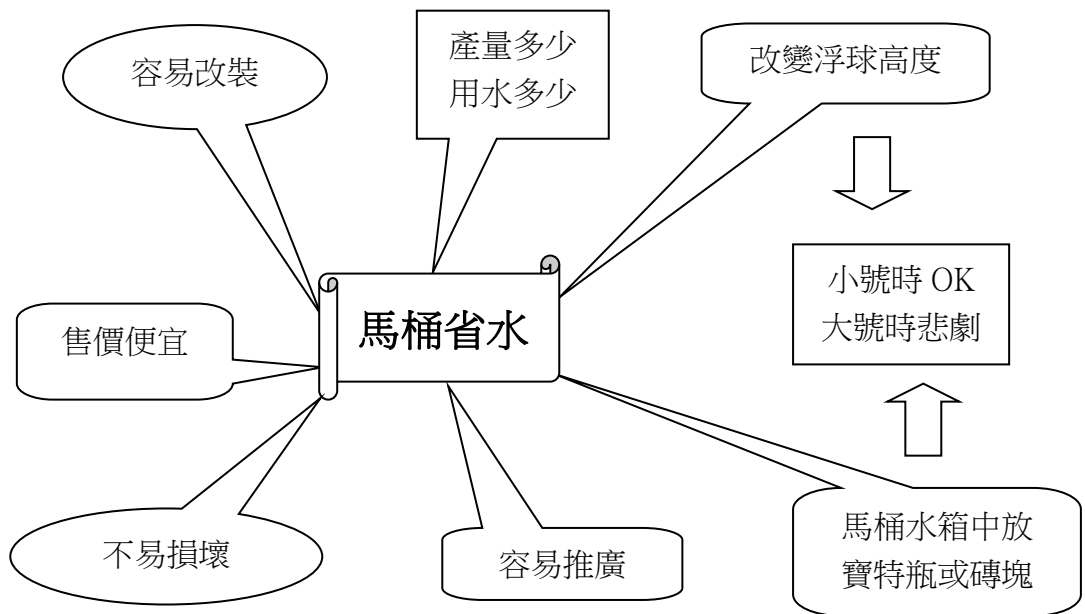 容易改裝
產量多少
用水多少
改變浮球高度
小號時 OK
大號時悲劇
售價便宜
馬桶省水
不易損壞
容易推廣
馬桶水箱中放
寶特瓶或磚塊